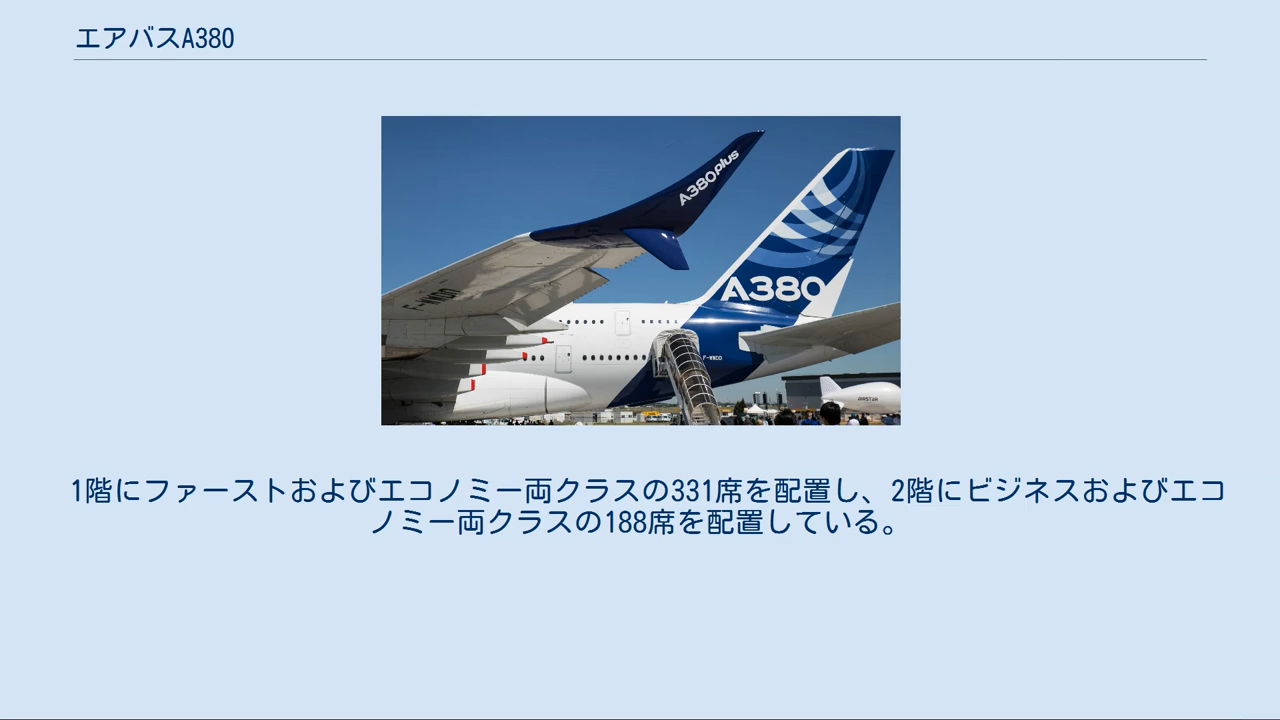 エアバスA380
A380plus
A380
F-WWDD
F-WWDD
AIRSTAR
1階にファーストおよびエコノミー両クラスの331席を配置し、2階にビジネスおよびエコ
ノミー両クラスの188席を配置している。